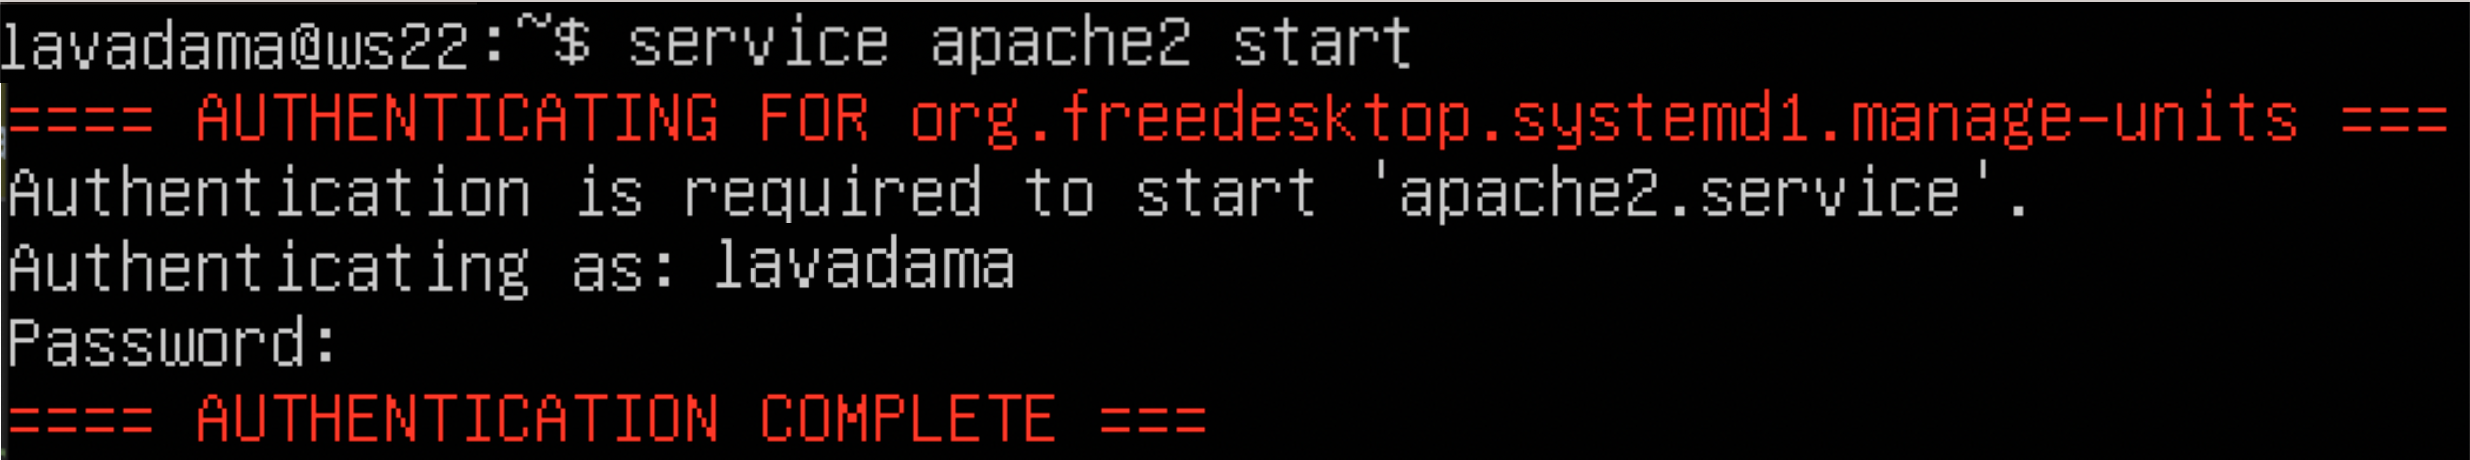 lavadama@ws22:~$ service apache2 start
==== AUTHENTICATING FOR org.freedesktop.systemd1.manage-units ===
Authentication is required to start 'apache2.service'.
Authenticating as: lavadama
Password:
==== AUTHENTICATION COMPLETE ===